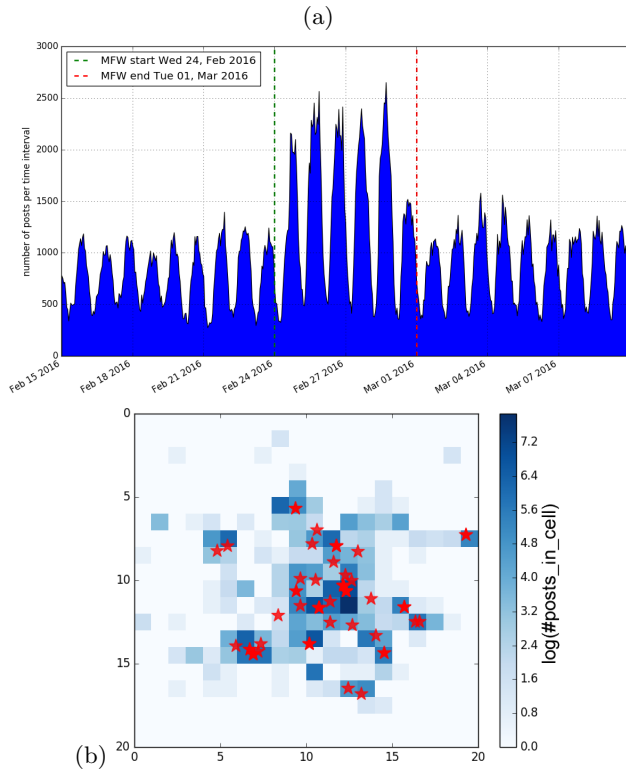 (a)
3000
2500
2000
1500
1000
500
0
number of posts per time interval
MFW start Wed 24, Feb 2016
MFW end Tue 01, Mar 2016
Feb 15 2016
Feb 18 2016
Feb 21 2016
Feb 24 2016
Feb 27 2016
Mar 01 2016
Mar 04 2016
Mar 07 2016
0
5
10
15
20
0
5
10
15
20
7.2
6.4
5.6
4.8
4.0
3.2
2.4
1.6
0.8
0.0
log(#posts_in_cell)
(b)